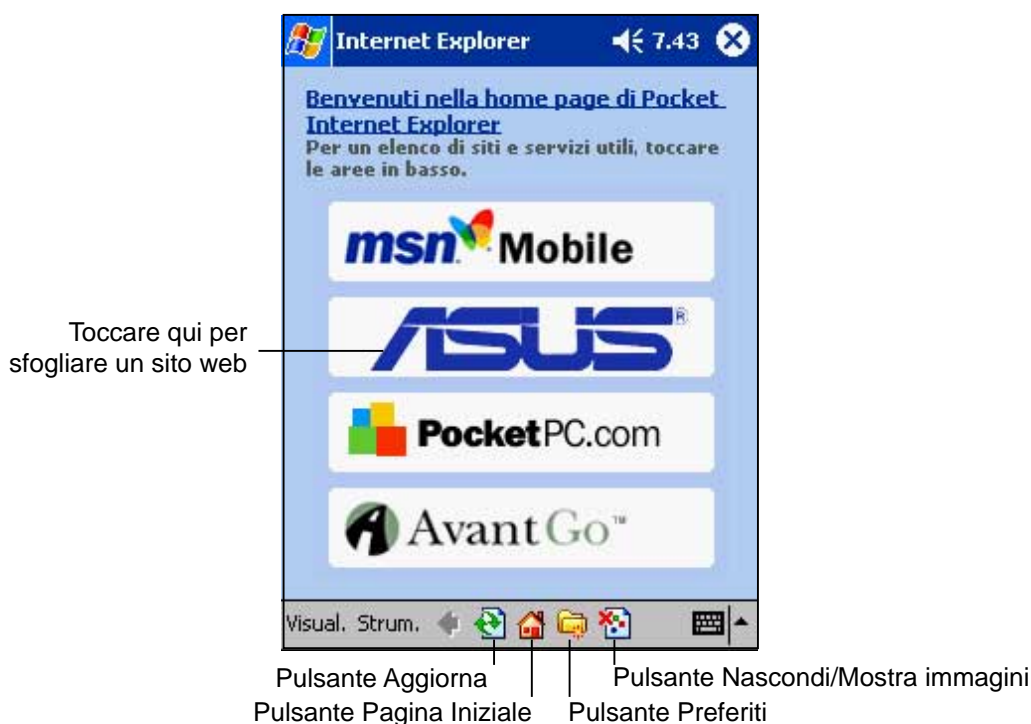 Internet Explorer 7.43
Benvenuti nella home page di Pocket
Internet Explorer
Per un elenco di siti e servizi utili, toccare
le aree in basso.
msn Mobile
Toccare qui per
sfogliare un sito web
ASUS®
PocketPC.com
AvantGo™
Visual. Strum.
Pulsante Aggiorna
Pulsante Nascondi/Mostra immagini
Pulsante Pagina Iniziale
Pulsante Preferiti